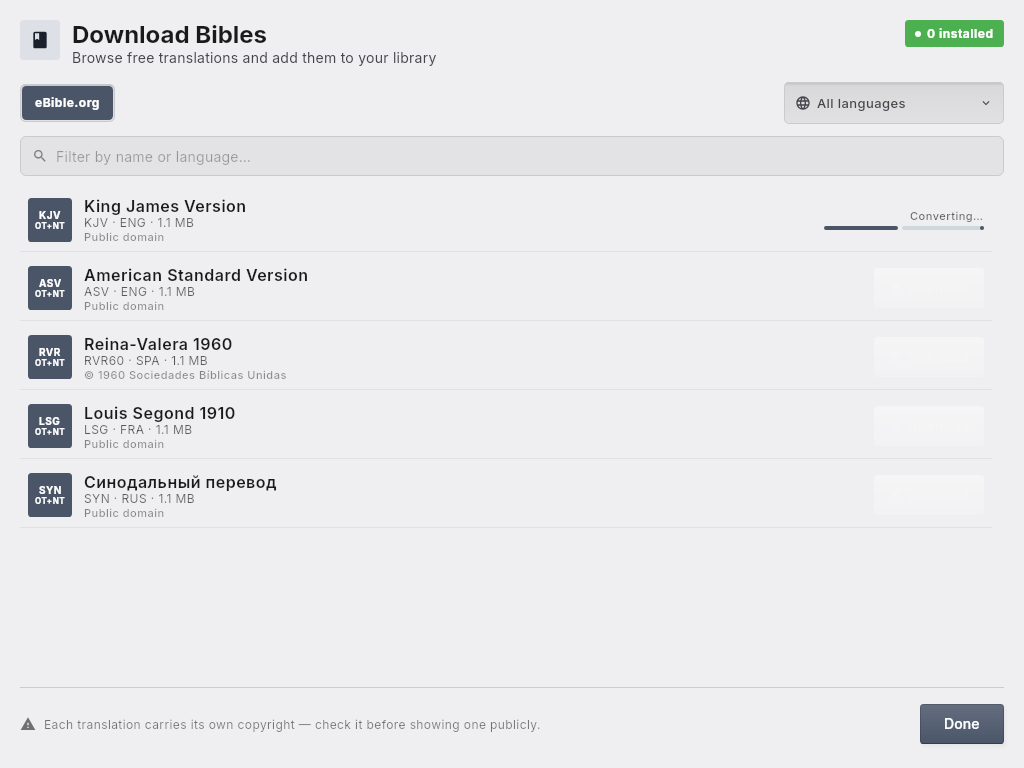 Download Bibles
Browse free translations and add them to your library
0 installed
eBible.org
All languages
Filter by name or language...
KJV
OT+NT
King James Version
KJV · ENG · 1.1 MB
Public domain
Converting...
ASV
OT+NT
American Standard Version
ASV · ENG · 1.1 MB
Public domain
RVR
OT+NT
Reina-Valera 1960
RVR60 · SPA · 1.1 MB
© 1960 Sociedades Bíblicas Unidas
LSG
OT+NT
Louis Segond 1910
LSG · FRA · 1.1 MB
Public domain
SYN
OT+NT
Синодальный перевод
SYN · RUS · 1.1 MB
Public domain
Each translation carries its own copyright — check it before showing one publicly.
Done